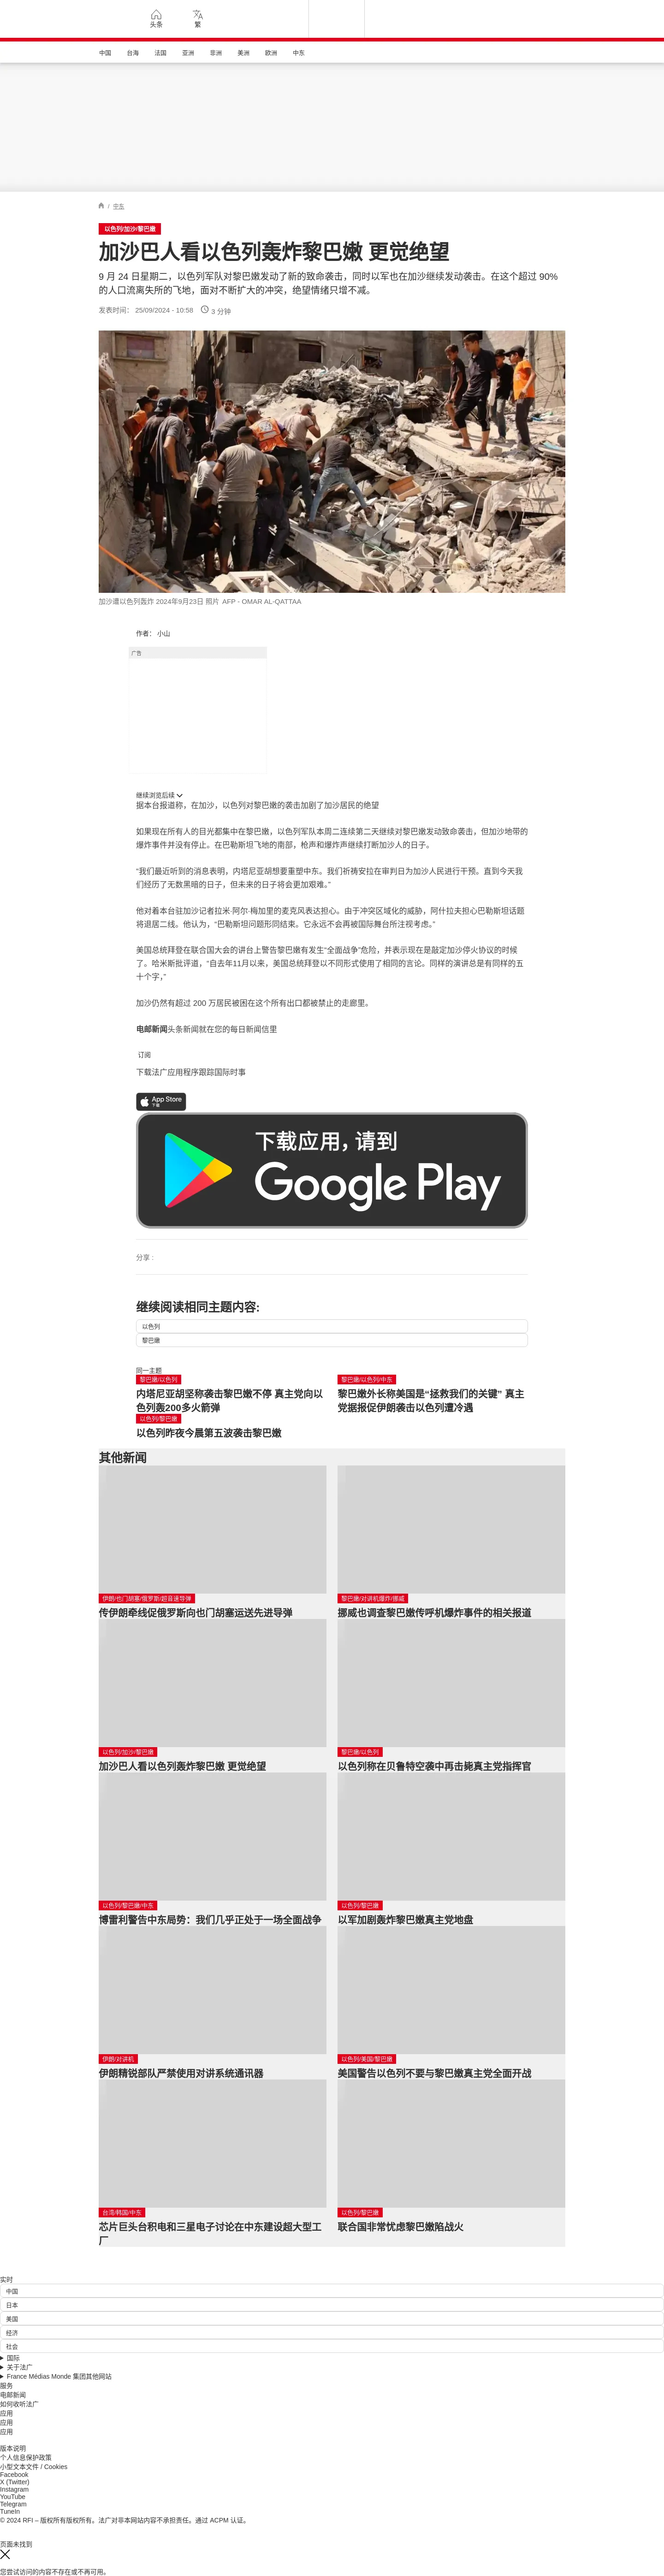 头条
繁
中国 台海 法国 亚洲 非洲 美洲 欧洲 中东
/ 中东
以色列/加沙/黎巴嫩
加沙巴人看以色列轰炸黎巴嫩 更觉绝望
9 月 24 日星期二，以色列军队对黎巴嫩发动了新的致命袭击，同时以军也在加沙继续发动袭击。在这个超过 90%
的人口流离失所的飞地，面对不断扩大的冲突，绝望情绪只增不减。
发表时间： 25/09/2024 - 10:58 3 分钟
加沙遭以色列轰炸 2024年9月23日 照片 AFP - OMAR AL-QATTAA
作者： 小山
广告
继续浏览后续
据本台报道称，在加沙，以色列对黎巴嫩的袭击加剧了加沙居民的绝望
如果现在所有人的目光都集中在黎巴嫩，以色列军队本周二连续第二天继续对黎巴嫩发动致命袭击，但加沙地带的
爆炸事件并没有停止。在巴勒斯坦飞地的南部，枪声和爆炸声继续打断加沙人的日子。
“我们最近听到的消息表明，内塔尼亚胡想要重塑中东。我们祈祷安拉在审判日为加沙人民进行干预。直到今天我
们经历了无数黑暗的日子，但未来的日子将会更加艰难。”
他对着本台驻加沙记者拉米·阿尔·梅加里的麦克风表达担心。由于冲突区域化的威胁，阿什拉夫担心巴勒斯坦话题
将退居二线。他认为，“巴勒斯坦问题形同结束。它永远不会再被国际舞台所注视考虑。”
美国总统拜登在联合国大会的讲台上警告黎巴嫩有发生“全面战争”危险，并表示现在是敲定加沙停火协议的时候
了。哈米斯批评道，“自去年11月以来，美国总统拜登以不同形式使用了相同的言论。同样的演讲总是有同样的五
十个字，”
加沙仍然有超过 200 万居民被困在这个所有出口都被禁止的走廊里。
电邮新闻头条新闻就在您的每日新闻信里
订阅
下载法广应用程序跟踪国际时事
App Store
下载
下载应用，请到
Google Play
分享 :
继续阅读相同主题内容:
以色列
黎巴嫩
同一主题
黎巴嫩/以色列
内塔尼亚胡坚称袭击黎巴嫩不停 真主党向以
色列轰200多火箭弹
黎巴嫩/以色列/中东
黎巴嫩外长称美国是“拯救我们的关键” 真主
党据报促伊朗袭击以色列遭冷遇
以色列/黎巴嫩
以色列昨夜今晨第五波袭击黎巴嫩
其他新闻
伊朗/也门胡塞/俄罗斯/超音速导弹
传伊朗牵线促俄罗斯向也门胡塞运送先进导弹
黎巴嫩/对讲机爆炸/挪威
挪威也调查黎巴嫩传呼机爆炸事件的相关报道
以色列/加沙/黎巴嫩
加沙巴人看以色列轰炸黎巴嫩 更觉绝望
黎巴嫩/以色列
以色列称在贝鲁特空袭中再击毙真主党指挥官
以色列/黎巴嫩/中东
博雷利警告中东局势：我们几乎正处于一场全面战争
以色列/黎巴嫩
以军加剧轰炸黎巴嫩真主党地盘
伊朗/对讲机
伊朗精锐部队严禁使用对讲系统通讯器
以色列/美国/黎巴嫩
美国警告以色列不要与黎巴嫩真主党全面开战
台湾/韩国/中东
芯片巨头台积电和三星电子讨论在中东建设超大型工
厂
以色列/黎巴嫩
联合国非常忧虑黎巴嫩陷战火
实时
中国
日本
美国
经济
社会
国际
关于法广
France Médias Monde 集团其他网站
服务
电邮新闻
如何收听法广
应用
应用
应用
版本说明
个人信息保护政策
小型文本文件 / Cookies
Facebook
X (Twitter)
Instagram
YouTube
Telegram
TuneIn
© 2024 RFI – 版权所有版权所有。法广对非本网站内容不承担责任。通过 ACPM 认证。
页面未找到
您尝试访问的内容不存在或不再可用。